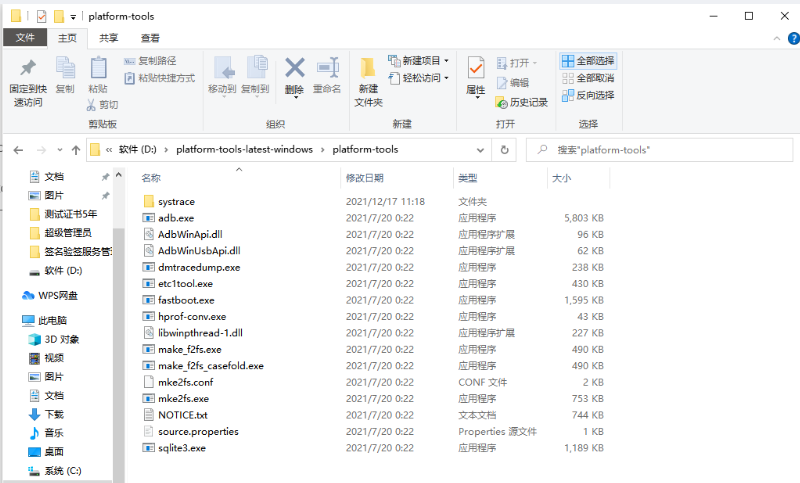 platform-tools
文件 主页 共享 查看
固定到快速访问 复制 粘贴 复制路径 粘贴快捷方式 剪切 移动到 复制到 删除 重命名 新建文件夹 新建项目 轻松访问 属性 打开 编辑 历史记录 全部选择 全部取消 反向选择
剪贴板 组织 新建 打开 选择
« 软件 (D:) › platform-tools-latest-windows › platform-tools 搜索"platform-tools"
名称 修改日期 类型 大小
文档
图片
测试证书5年
超级管理员
签名验签服务管理
软件 (D:)
WPS网盘
此电脑
3D 对象
视频
图片
文档
下载
音乐
桌面
系统 (C:)
systrace 2021/12/17 11:18 文件夹
adb.exe 2021/7/20 0:22 应用程序 5,803 KB
AdbWinApi.dll 2021/7/20 0:22 应用程序扩展 96 KB
AdbWinUsbApi.dll 2021/7/20 0:22 应用程序扩展 62 KB
dmtracedump.exe 2021/7/20 0:22 应用程序 238 KB
etc1tool.exe 2021/7/20 0:22 应用程序 430 KB
fastboot.exe 2021/7/20 0:22 应用程序 1,595 KB
hprof-conv.exe 2021/7/20 0:22 应用程序 43 KB
libwinpthread-1.dll 2021/7/20 0:22 应用程序扩展 227 KB
make_f2fs.exe 2021/7/20 0:22 应用程序 490 KB
make_f2fs_casefold.exe 2021/7/20 0:22 应用程序 490 KB
mke2fs.conf 2021/7/20 0:22 CONF 文件 2 KB
mke2fs.exe 2021/7/20 0:22 应用程序 753 KB
NOTICE.txt 2021/7/20 0:22 文本文档 744 KB
source.properties 2021/7/20 0:22 Properties 源文件 1 KB
sqlite3.exe 2021/7/20 0:22 应用程序 1,189 KB